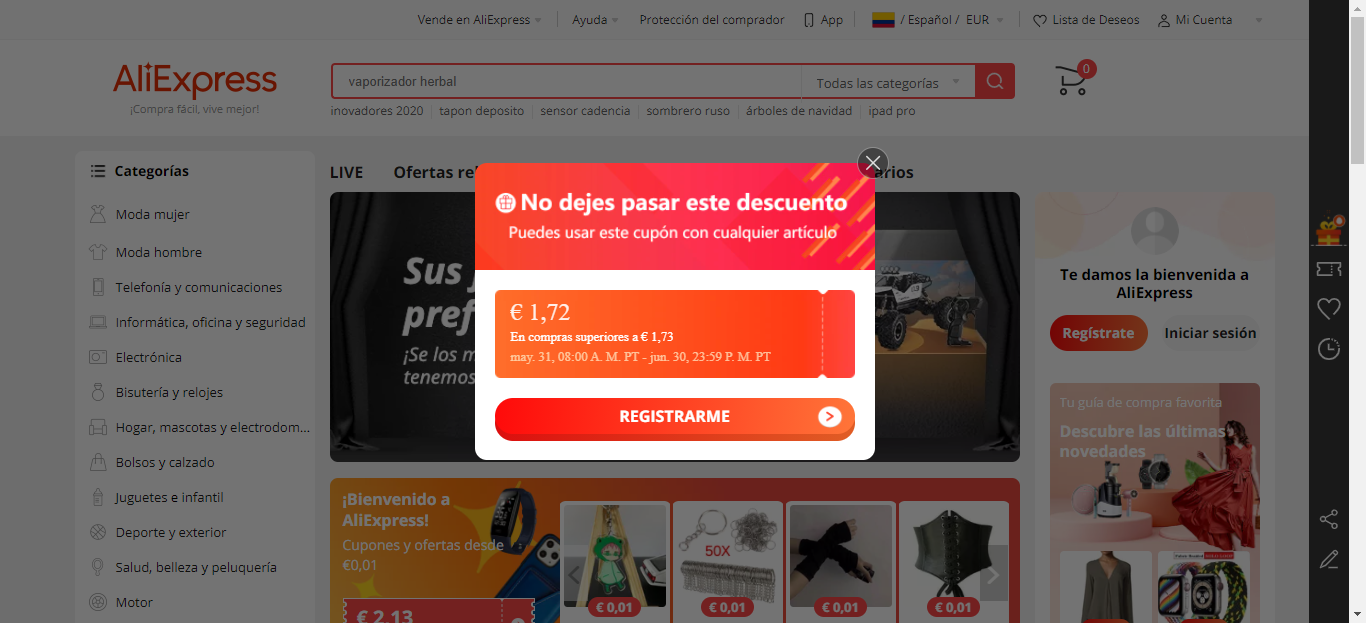 Vende en AliExpress
Ayuda
Protección del comprador
App
/ Español / EUR
Lista de Deseos
Mi Cuenta
AliExpress
¡Compra fácil, vive mejor!
vaporizador herbal
Todas las categorías
0
inovadores 2020
tapon deposito
sensor cadencia
sombrero ruso
árboles de navidad
ipad pro
Categorías
Moda mujer
Moda hombre
Telefonía y comunicaciones
Informática, oficina y seguridad
Electrónica
Bisutería y relojes
Hogar, mascotas y electrodom...
Bolsos y calzado
Juguetes e infantil
Deporte y exterior
Salud, belleza y peluquería
Motor
LIVE
Ofertas re
arios
Sus
pref
¡Se los m
tenemos
No dejes pasar este descuento
Puedes usar este cupón con cualquier artículo
€ 1,72
En compras superiores a € 1,73
may. 31, 08:00 A. M. PT - jun. 30, 23:59 P. M. PT
REGISTRARME
¡Bienvenido a
AliExpress!
Cupones y ofertas desde
€0,01
€ 2,13
50X
€ 0,01
€ 0,01
€ 0,01
€ 0,01
Te damos la bienvenida a
AliExpress
Regístrate
Iniciar sesión
Tu guía de compra favorita
Descubre las últimas
novedades